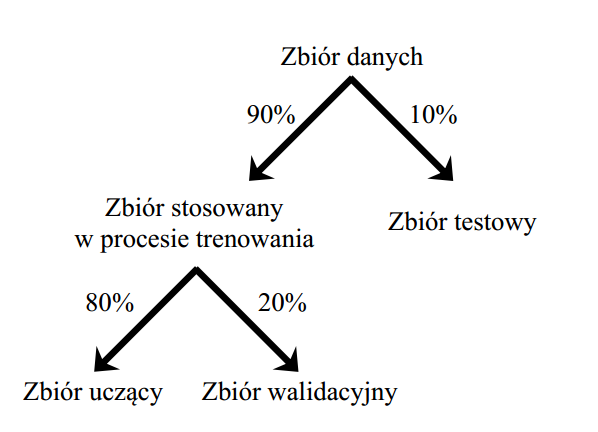 Zbiór danych
90%
10%
Zbiór stosowany
w procesie trenowania
Zbiór testowy
80%
20%
Zbiór uczący
Zbiór walidacyjny